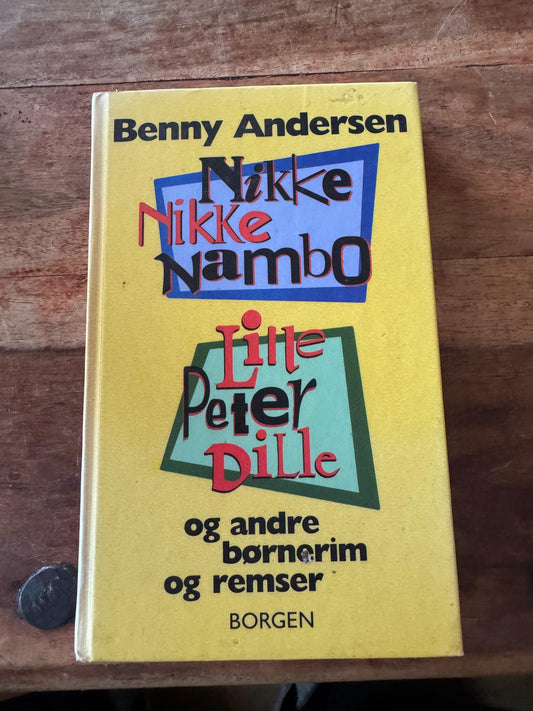 Benny Andersen
Nikke
Nikke
Nambo
Lille
Peter
Dille
og andre
børnerim
og remser
BORGEN